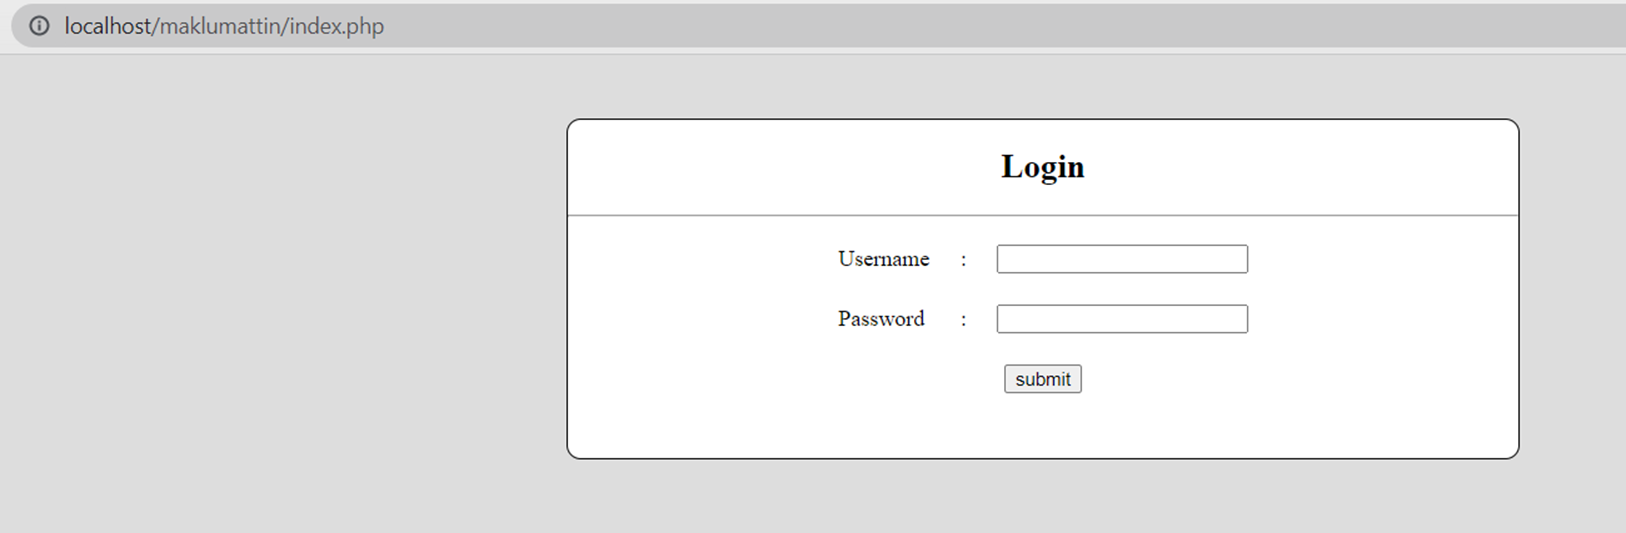 localhost/maklumattin/index.php
Login
Username :
Password :
submit